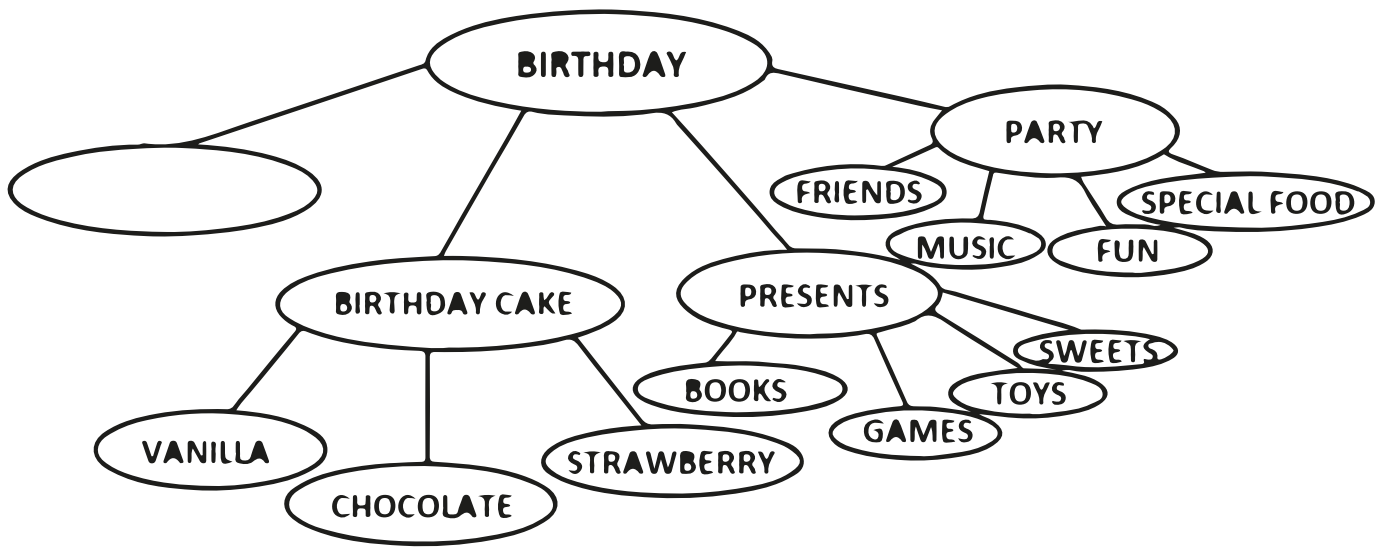 BIRTHDAY
PARTY
FRIENDS
SPECIAL FOOD
MUSIC
FUN
BIRTHDAY CAKE
PRESENTS
SWEETS
BOOKS
TOYS
GAMES
VANILLA
STRAWBERRY
CHOCOLATE